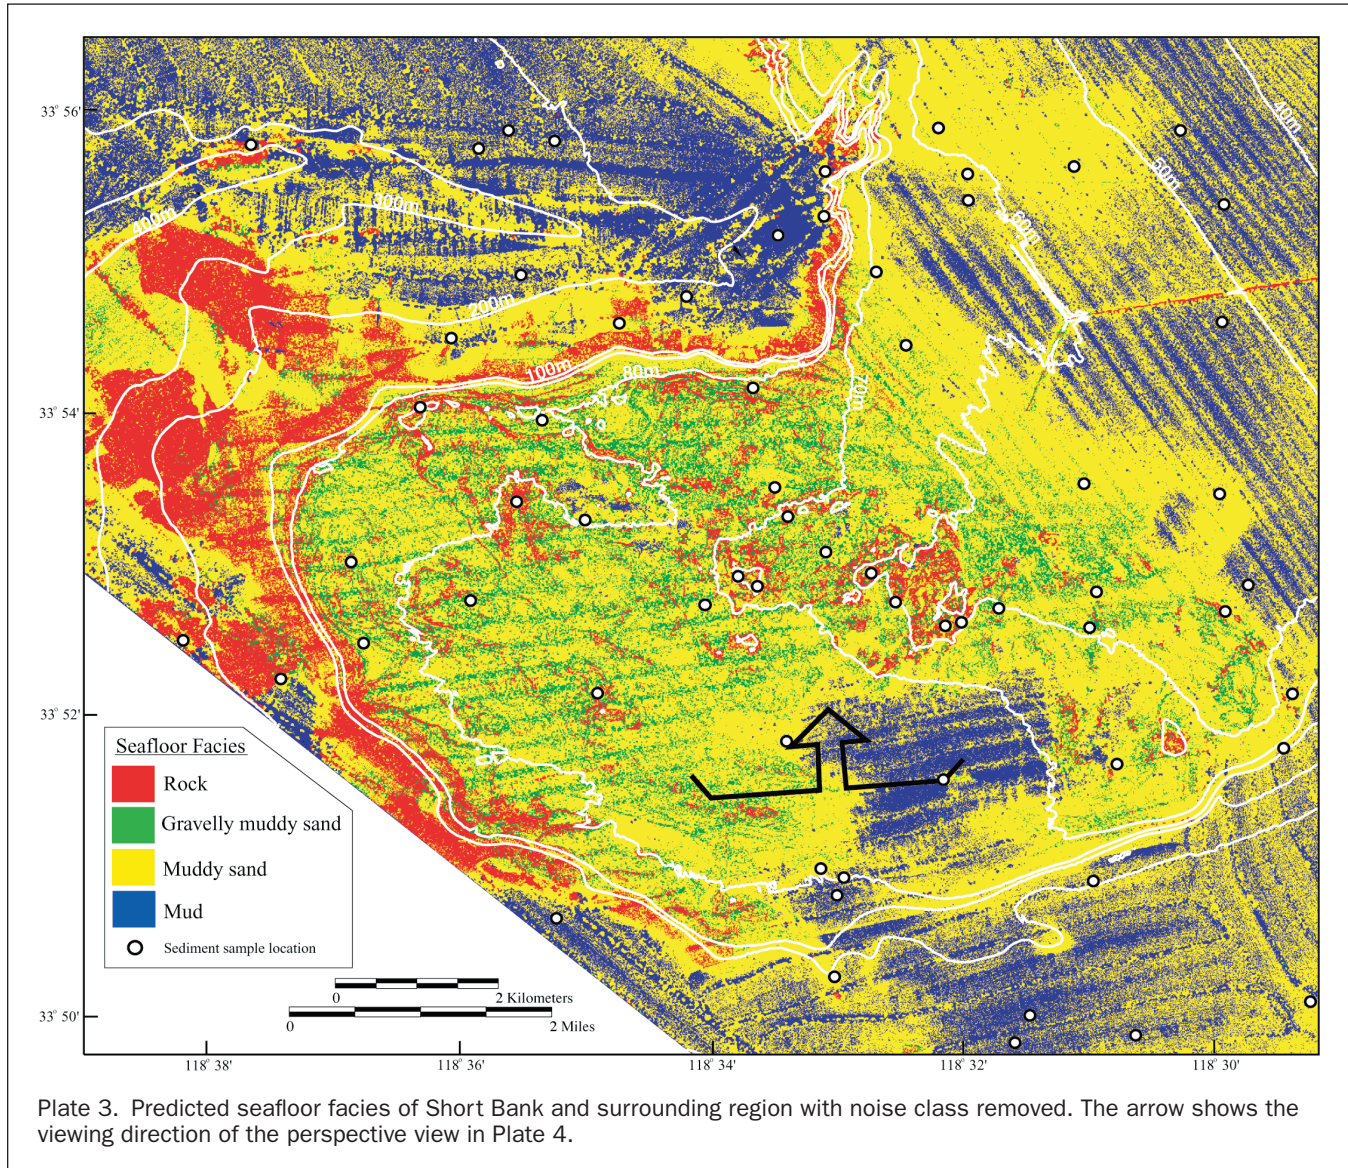 33° 56'
33° 54'
33° 52'
33° 50'
40m
50m
60m
400m
300m
200m
100m
80m
70m
Seafloor Facies
Rock
Gravelly muddy sand
Muddy sand
Mud
Sediment sample location
0 2 Kilometers
0 2 Miles
118° 38' 118° 36' 118° 34' 118° 32' 118° 30'
Plate 3. Predicted seafloor facies of Short Bank and surrounding region with noise class removed. The arrow shows the
viewing direction of the perspective view in Plate 4.